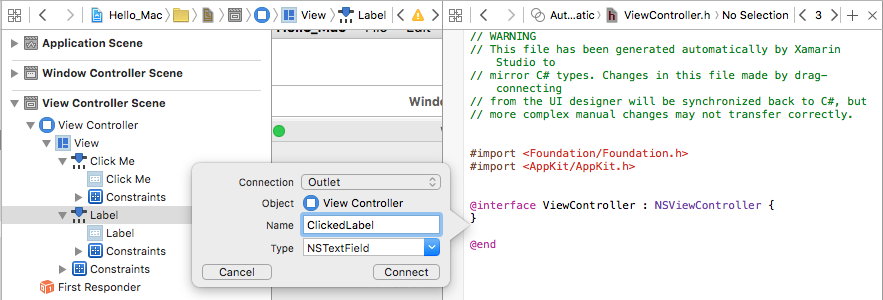 Hello_Mac
View
Label
Aut...atic
ViewController.h
No Selection
3
Application Scene
Window Controller Scene
View Controller Scene
View Controller
View
Click Me
Click Me
Constraints
Label
Label
Constraints
Constraints
First Responder
Hello_Mac File Edit
Windo
Connection Outlet
Object View Controller
Name ClickedLabel
Type NSTextField
Cancel Connect
// WARNING
// This file has been generated automatically by Xamarin
Studio to
// mirror C# types. Changes in this file made by drag-
connecting
// from the UI designer will be synchronized back to C#, but
// more complex manual changes may not transfer correctly.
#import <Foundation/Foundation.h>
#import <AppKit/AppKit.h>
@interface ViewController : NSViewController {
}
@end